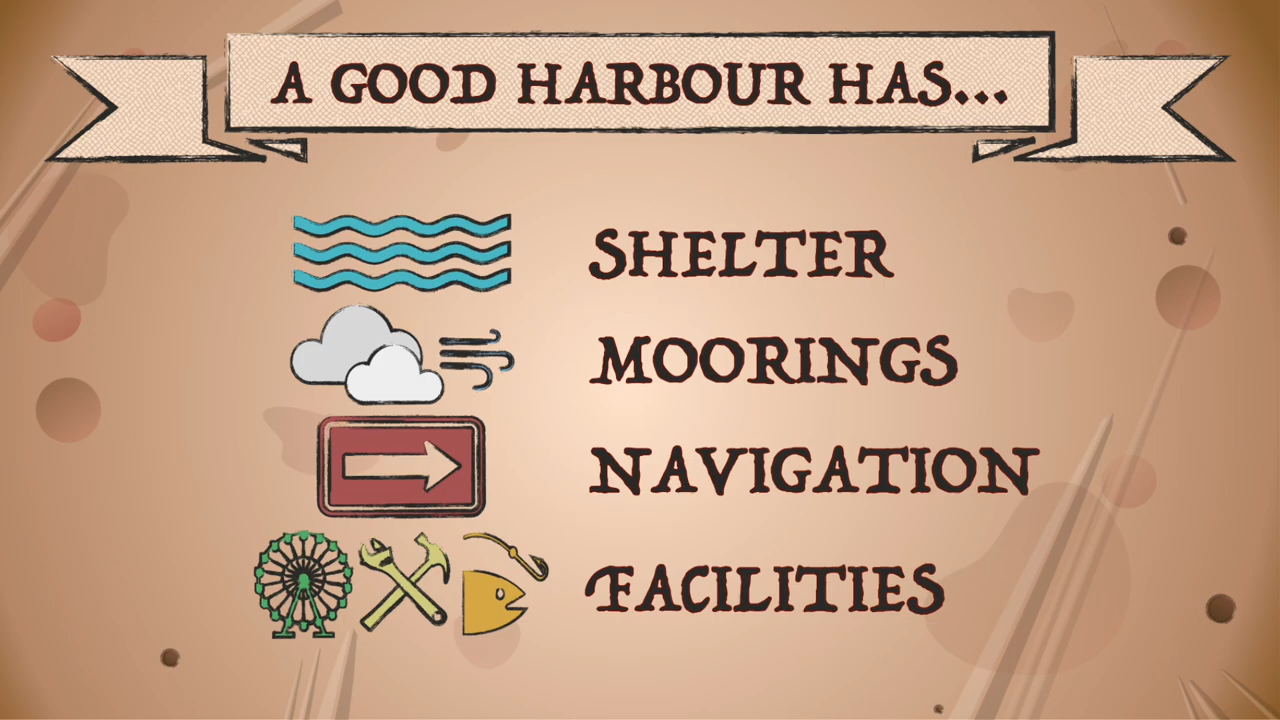 A GOOD HARBOUR HAS...
SHELTER
MOORINGS
NAVIGATION
FACILITIES